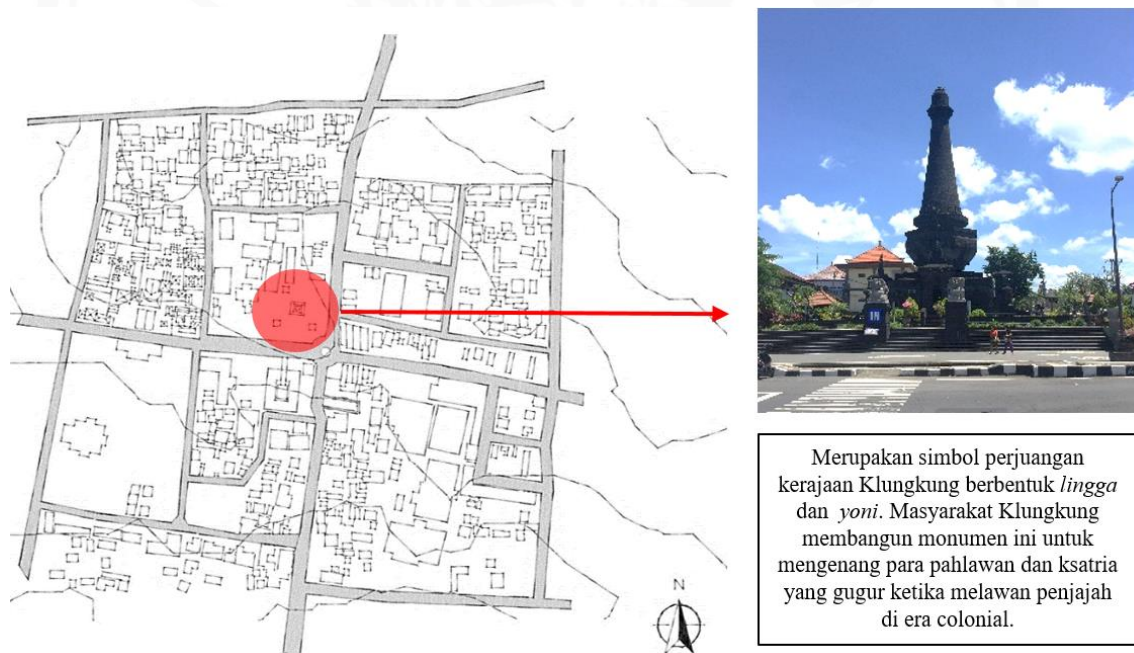 N
Merupakan simbol perjuangan
kerajaan Klungkung berbentuk lingga
dan yoni. Masyarakat Klungkung
membangun monumen ini untuk
mengenang para pahlawan dan ksatria
yang gugur ketika melawan penjajah
di era colonial.